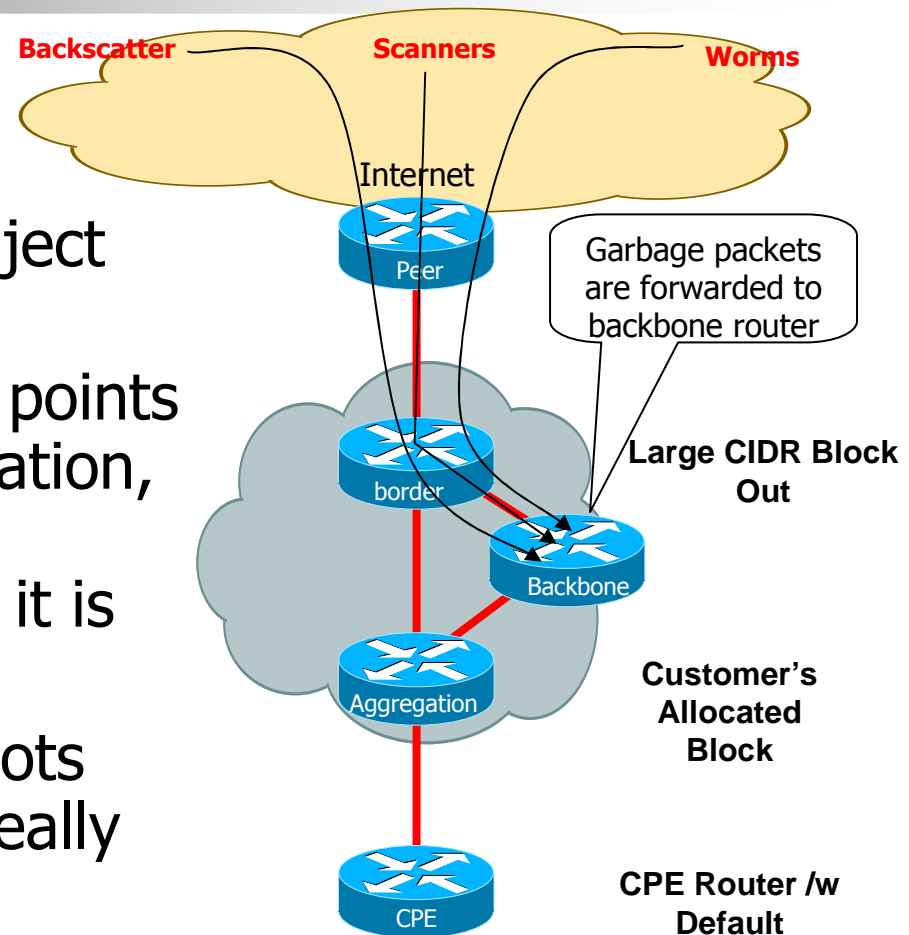 Backscatter
Scanners
Worms
Internet
Peer
Garbage packets
are forwarded to
backbone router
ject
points
ation,
it is
ots
eally
border
Large CIDR Block
Out
Backbone
Aggregation
Customer’s
Allocated
Block
CPE
CPE Router /w
Default